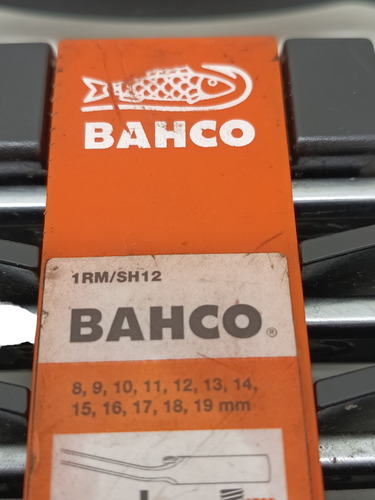 BAHCO
1RM/SH12
BAHCO®
8, 9, 10, 11, 12, 13, 14,
15, 16, 17, 18, 19 mm